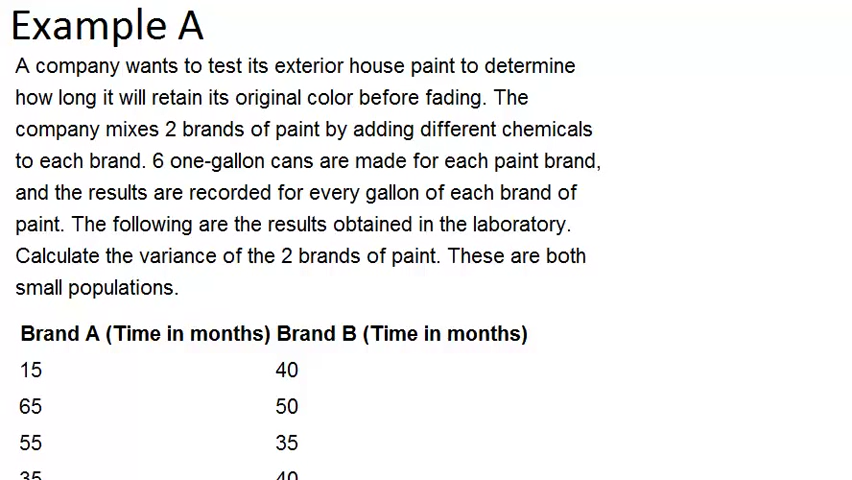 Example A
A company wants to test its exterior house paint to determine
how long it will retain its original color before fading. The
company mixes 2 brands of paint by adding different chemicals
to each brand. 6 one-gallon cans are made for each paint brand,
and the results are recorded for every gallon of each brand of
paint. The following are the results obtained in the laboratory.
Calculate the variance of the 2 brands of paint. These are both
small populations.
Brand A (Time in months) Brand B (Time in months)
15 40
65 50
55 35
35 40